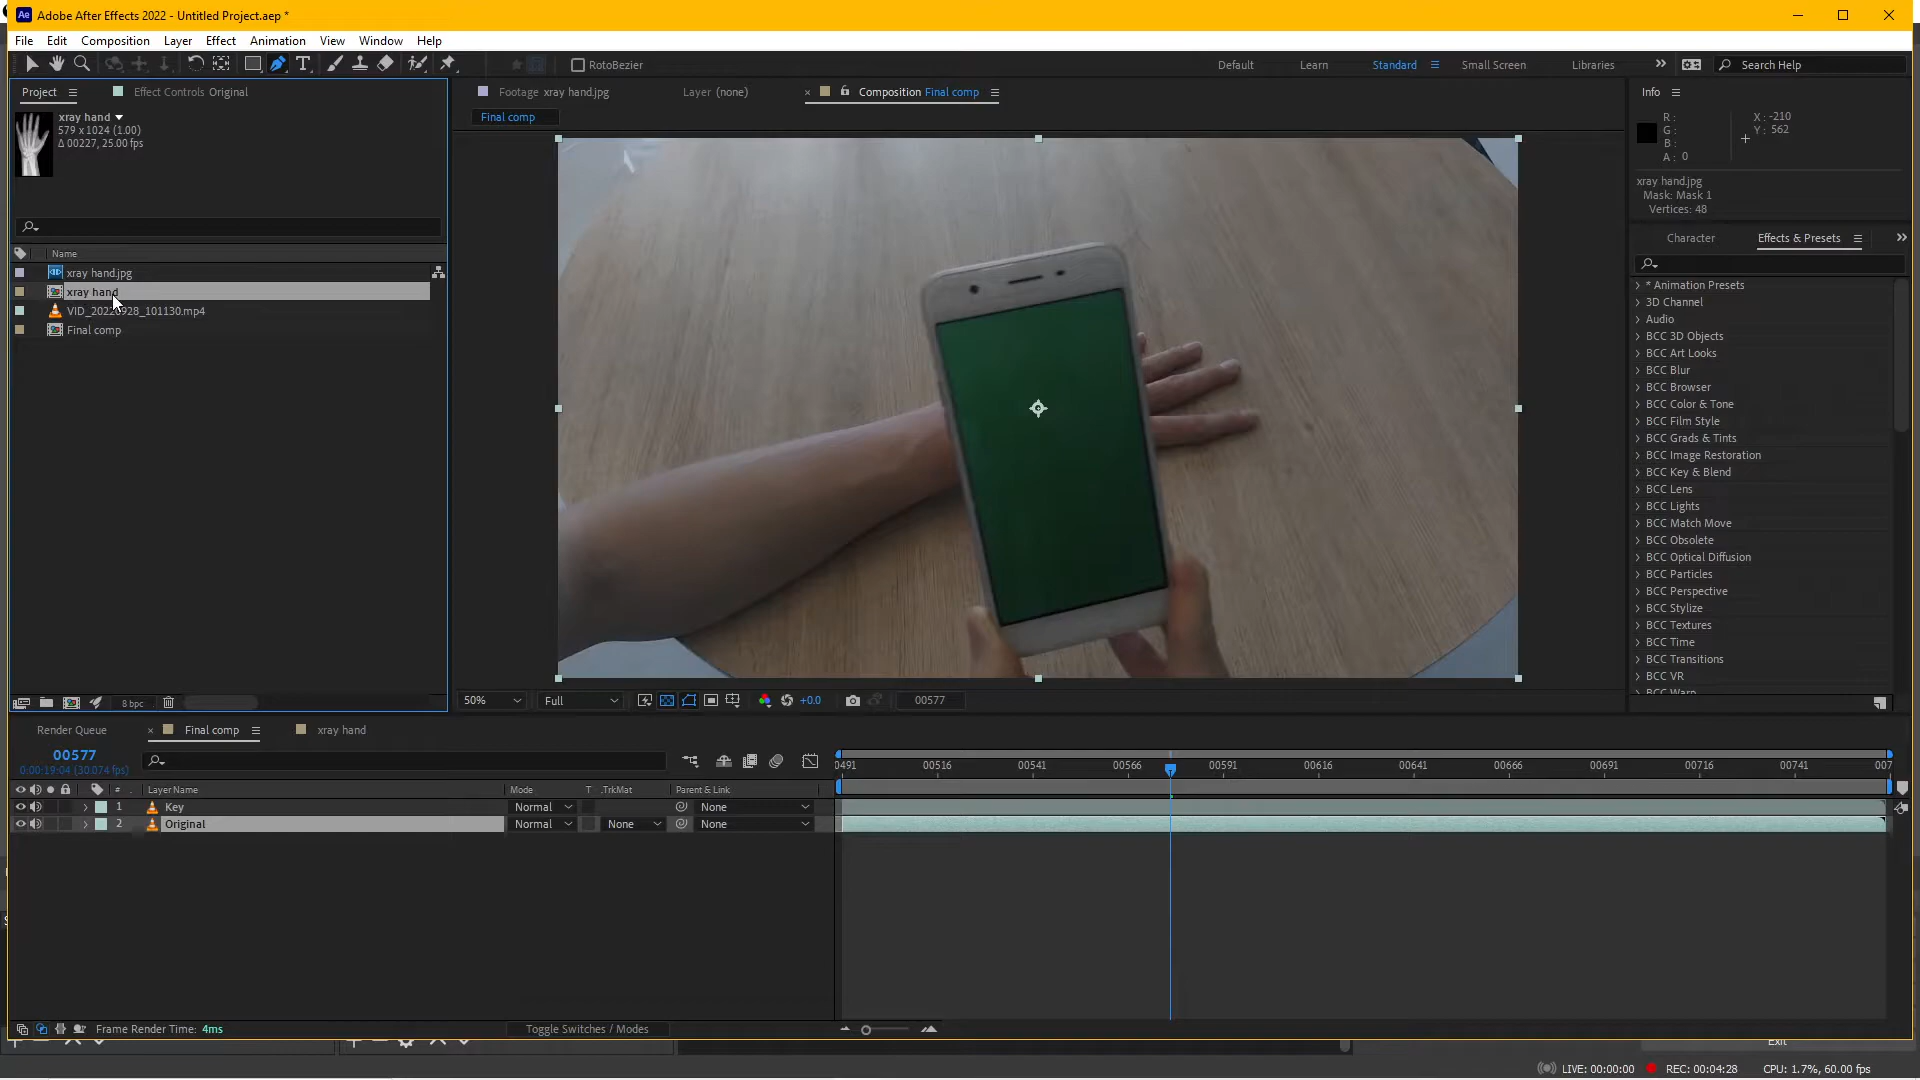 Adobe After Effects 2022 - Untitled Project.aep *
File Edit Composition Layer Effect Animation View Window Help
RotoBezier Default Learn Standard Small Screen Libraries Search Help
Project Effect Controls Original
xray hand
579 x 1024 (1.00)
Δ 00227, 25.00 fps
Name
xray hand.jpg
xray hand
VID_20220928_101130.mp4
Final comp
8 bpc
Footage xray hand.jpg Layer (none) Composition Final comp
Final comp
50% Full +0.0 00577
Info
R : X : -210
G : Y : 562
B :
A : 0
xray hand.jpg
Mask: Mask 1
Vertices: 48
Character Effects & Presets
* Animation Presets
3D Channel
Audio
BCC 3D Objects
BCC Art Looks
BCC Blur
BCC Browser
BCC Color & Tone
BCC Film Style
BCC Grads & Tints
BCC Image Restoration
BCC Key & Blend
BCC Lens
BCC Lights
BCC Match Move
BCC Obsolete
BCC Optical Diffusion
BCC Particles
BCC Perspective
BCC Stylize
BCC Textures
BCC Time
BCC Transitions
BCC VR
BCC Warp
Render Queue Final comp xray hand
00577
0:00:19:04 (30.074 fps)
0491 00516 00541 00566 00591 00616 00641 00666 00691 00716 00741 007
# Layer Name Mode T .TrkMat Parent & Link
1 Key Normal None
2 Original Normal None None
Frame Render Time: 4ms Toggle Switches / Modes
Exit
LIVE: 00:00:00 REC: 00:04:28 CPU: 1.7%, 60.00 fps